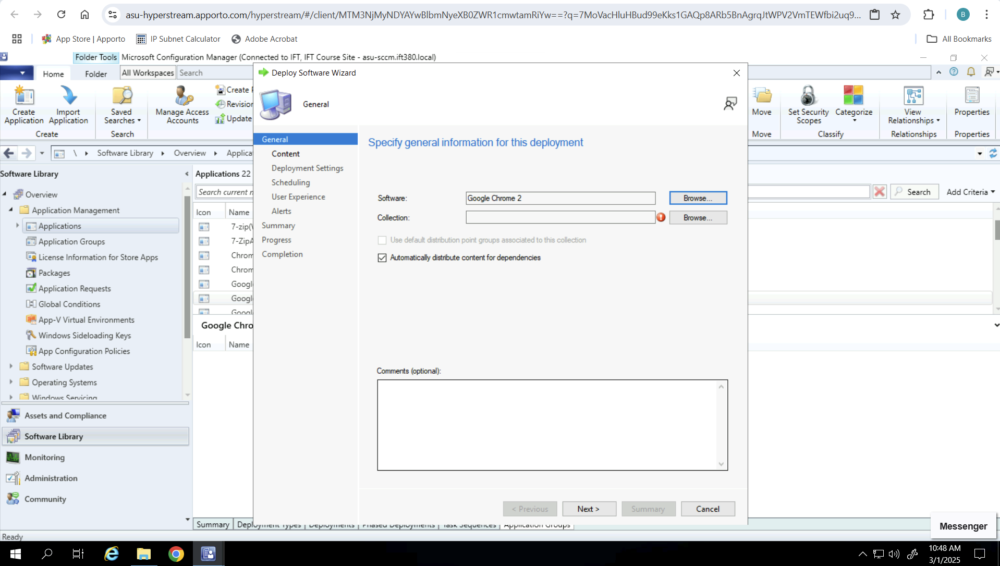 asu-hyperstream.apporto.com/hyperstream/#/client/MTM3NjMyNDYAYwBlbmNyeXB0ZWR1cmwtamRiYw==?q=7MoVacHluHBud99eKks1GAQp8ARb5BnAgrqJtWPV2VmTEWfbi2uq9...
B
App Store | Apporto
IP Subnet Calculator
Adobe Acrobat
All Bookmarks
Folder Tools
Microsoft Configuration Manager (Connected to IFT, IFT Course Site - asu-sccm.ift380.local)
Home
Folder
All Workspaces
Search
Create Application
Import Application
Create
Saved Searches
Search
Manage Access Accounts
Create
Revision
Update
Move
Move
Set Security Scopes
Categorize
Classify
View Relationships
Relationships
Properties
Properties
\
Software Library
Overview
Applica
Software Library
Overview
Application Management
Applications
Application Groups
License Information for Store Apps
Packages
Application Requests
Global Conditions
App-V Virtual Environments
Windows Sideloading Keys
App Configuration Policies
Software Updates
Operating Systems
Windows Servicing
Assets and Compliance
Software Library
Monitoring
Administration
Community
Applications 22
Search current
Search
Add Criteria
Icon
Name
7-zip(
7-ZipA
Chrom
Chrom
Googl
Googl
Googl
Google Chro
Icon
Name
Deploy Software Wizard
General
General
Content
Deployment Settings
Scheduling
User Experience
Alerts
Summary
Progress
Completion
Specify general information for this deployment
Software:
Google Chrome 2
Browse...
Collection:
Browse...
Use default distribution point groups associated to this collection
Automatically distribute content for dependencies
Comments (optional):
< Previous
Next >
Summary
Cancel
Summary
Deployment Types
Deployments
Phased Deployments
Task Sequences
Application Groups
Messenger
Ready
10:48 AM
3/1/2025